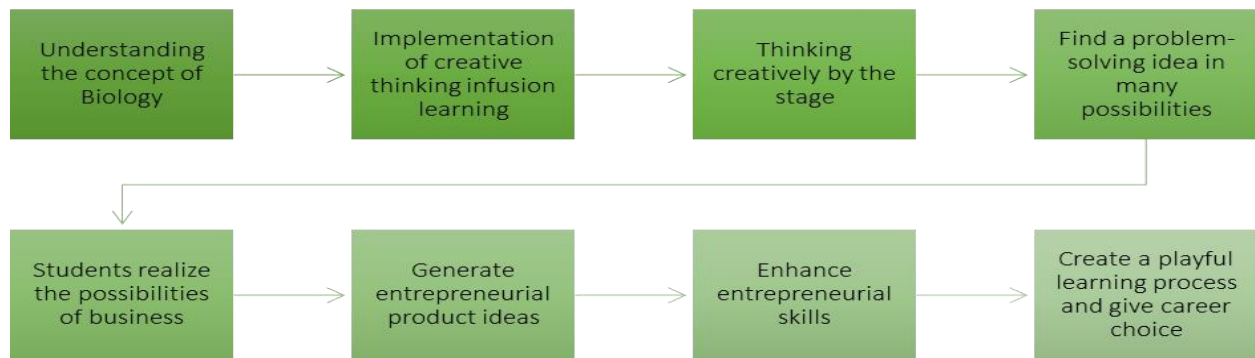 Understanding
the concept of
Biology
Implementation
of creative
thinking infusion
learning
Thinking
creatively by the
stage
Find a problem-
solving idea in
many
possibilities
Students realize
the possibilities
of business
Generate
entrepreneurial
product ideas
Enhance
entrepreneurial
skills
Create a playful
learning process
and give career
choice